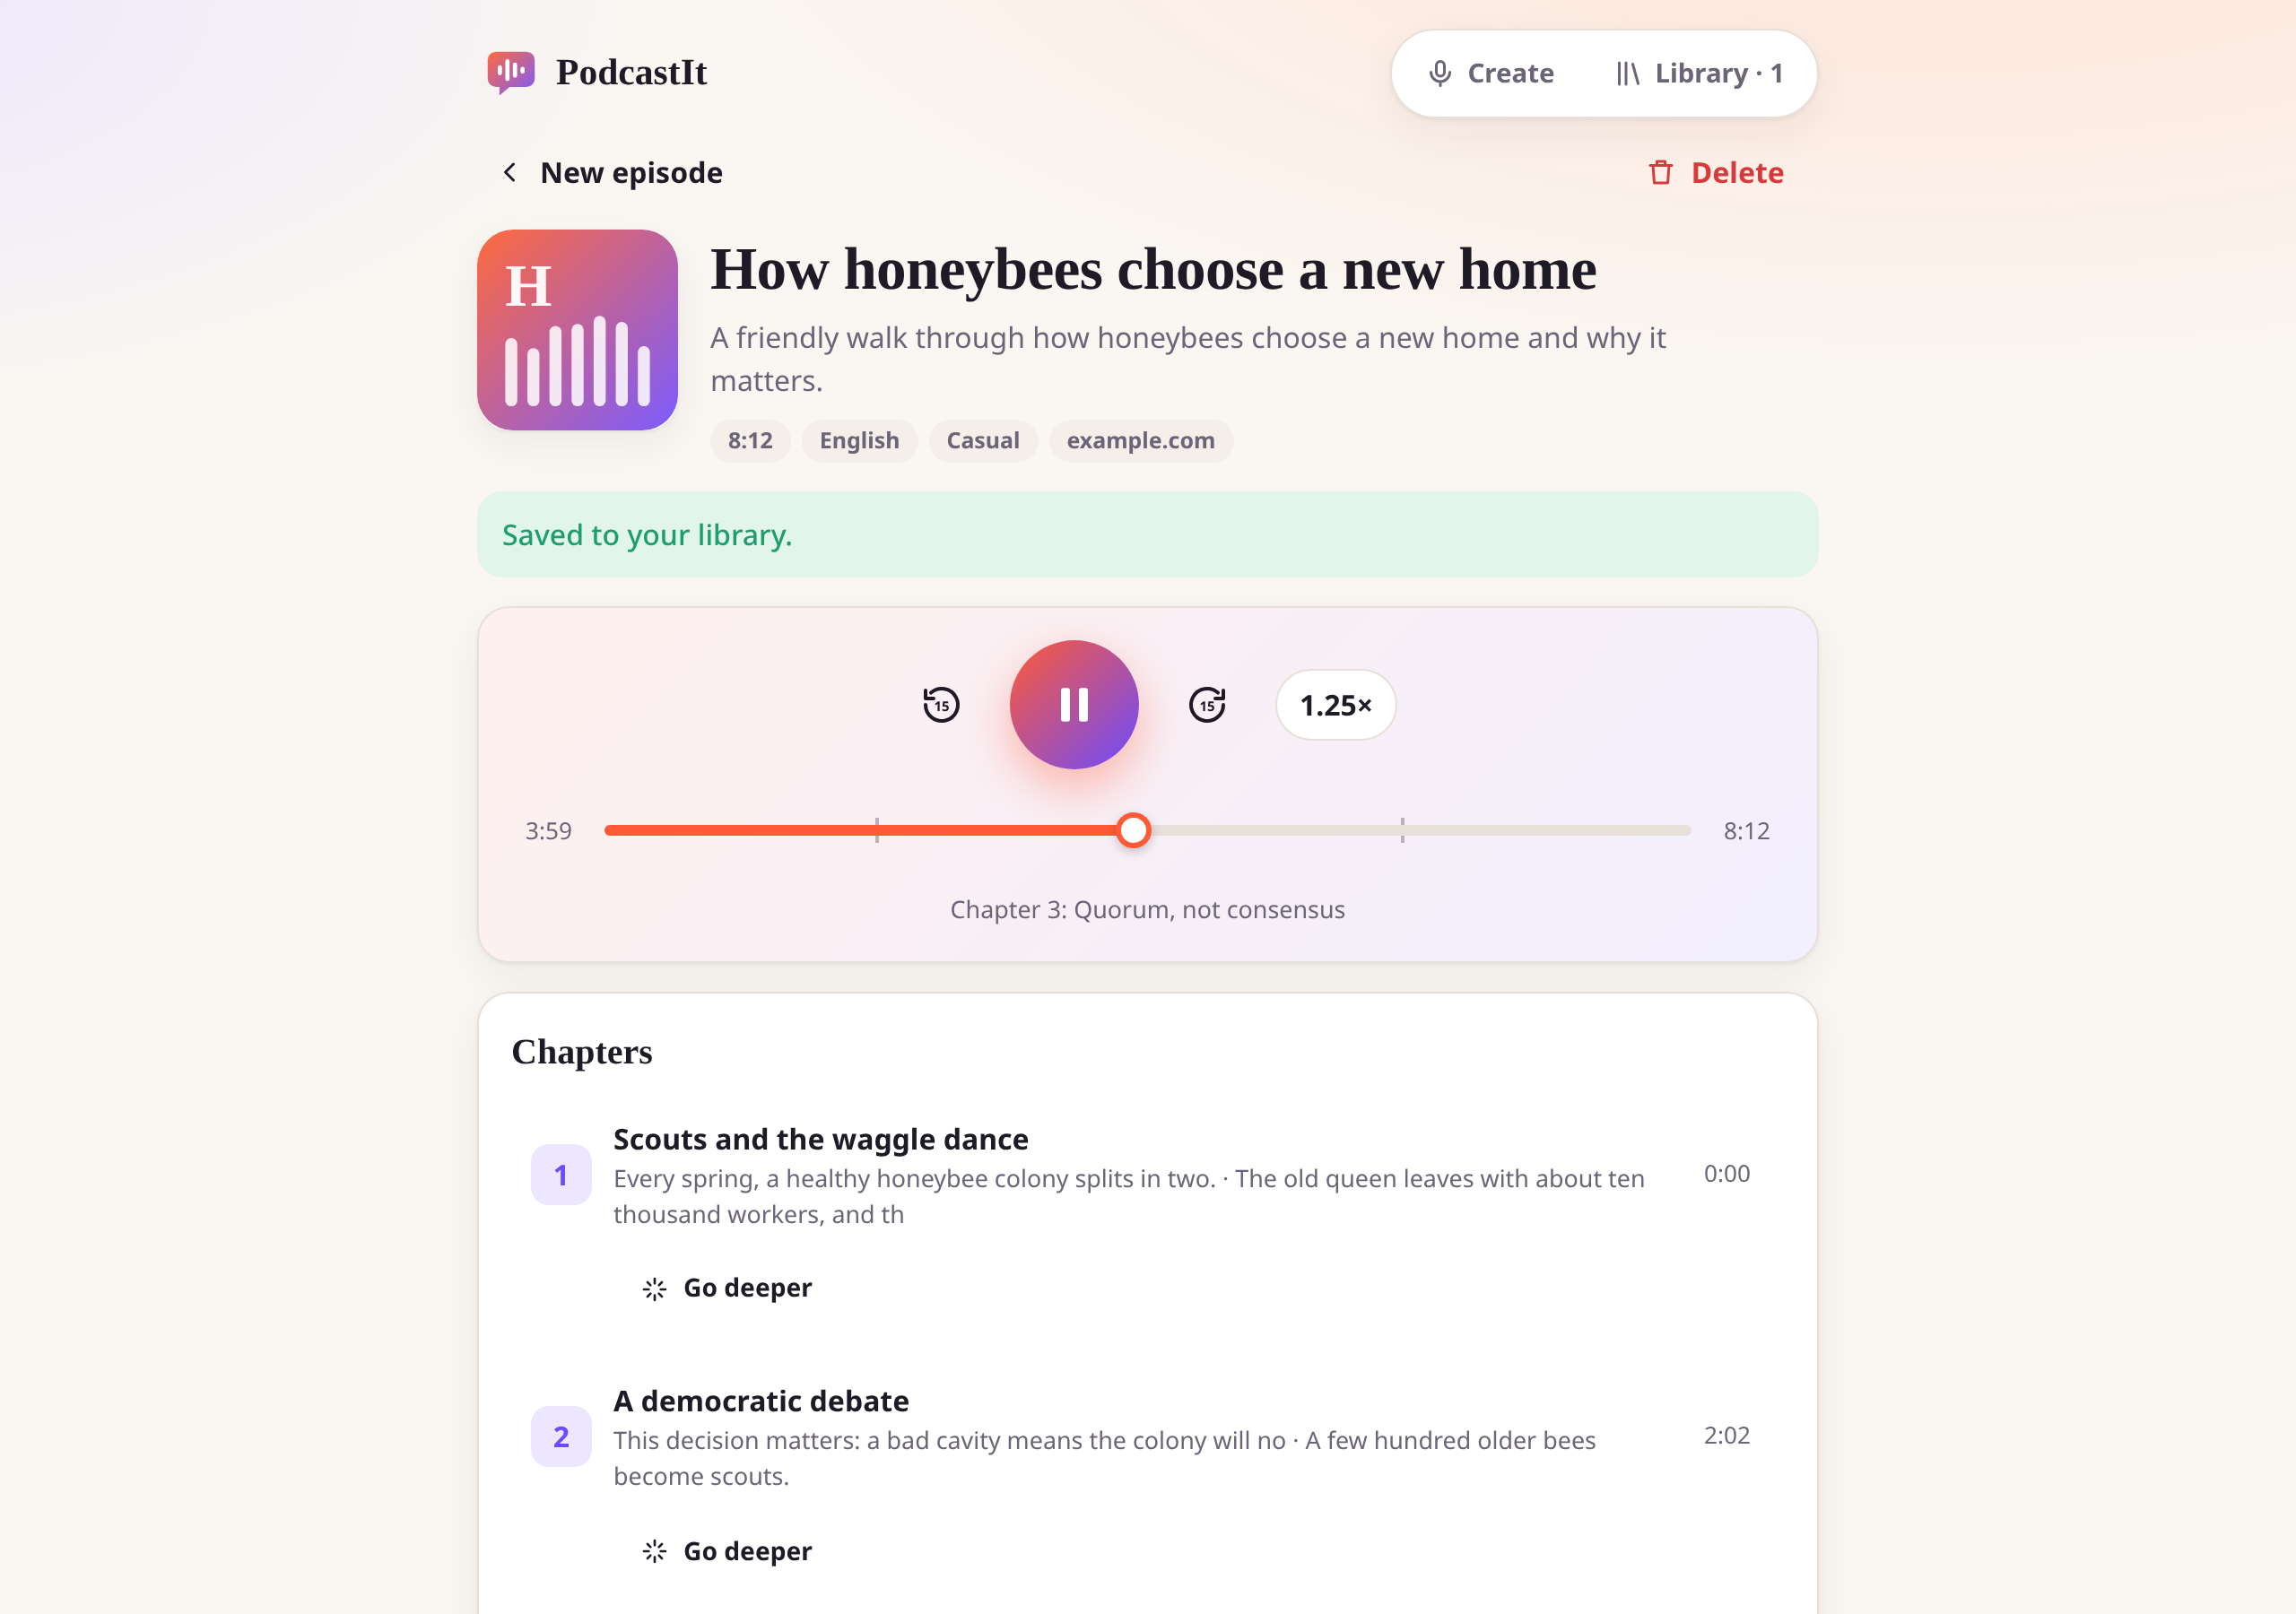 PodcastIt
Create
Library · 1
New episode
Delete
H
How honeybees choose a new home
A friendly walk through how honeybees choose a new home and why it
matters.
8:12
English
Casual
example.com
Saved to your library.
15
15
1.25×
3:59
8:12
Chapter 3: Quorum, not consensus
Chapters
1
Scouts and the waggle dance
Every spring, a healthy honeybee colony splits in two. · The old queen leaves with about ten
thousand workers, and th
0:00
Go deeper
2
A democratic debate
This decision matters: a bad cavity means the colony will no · A few hundred older bees
become scouts.
2:02
Go deeper